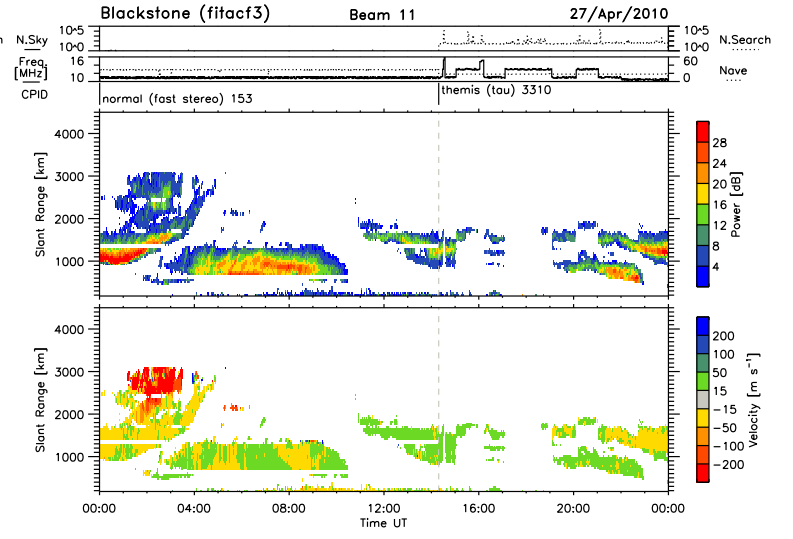 Blackstone (fitacf3) Beam 11 27/Apr/2010
N.Sky 10^5 10^0 10^5 10^0 N.Search
Freq. [MHz] 16 10 60 0 Nave
CPID normal (fast stereo) 153 themis (tau) 3310
Slant Range [km]
4000
3000
2000
1000
28
24
20
16
12
8
4
Power [dB]
Slant Range [km]
4000
3000
2000
1000
200
100
50
15
-15
-50
-100
-200
Velocity [m s^-1]
00:00 04:00 08:00 12:00 16:00 20:00 00:00
Time UT